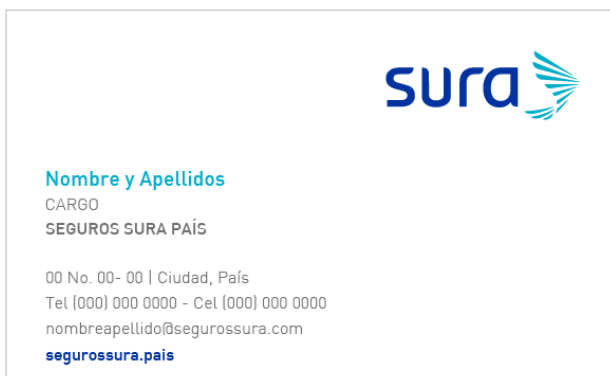 sura
Nombre y Apellidos
CARGO
SEGUROS SURA PAÍS
00 No. 00- 00 | Ciudad, País
Tel (000) 000 0000 - Cel (000) 000 0000
nombreapellido@segurossura.com
segurossura.pais